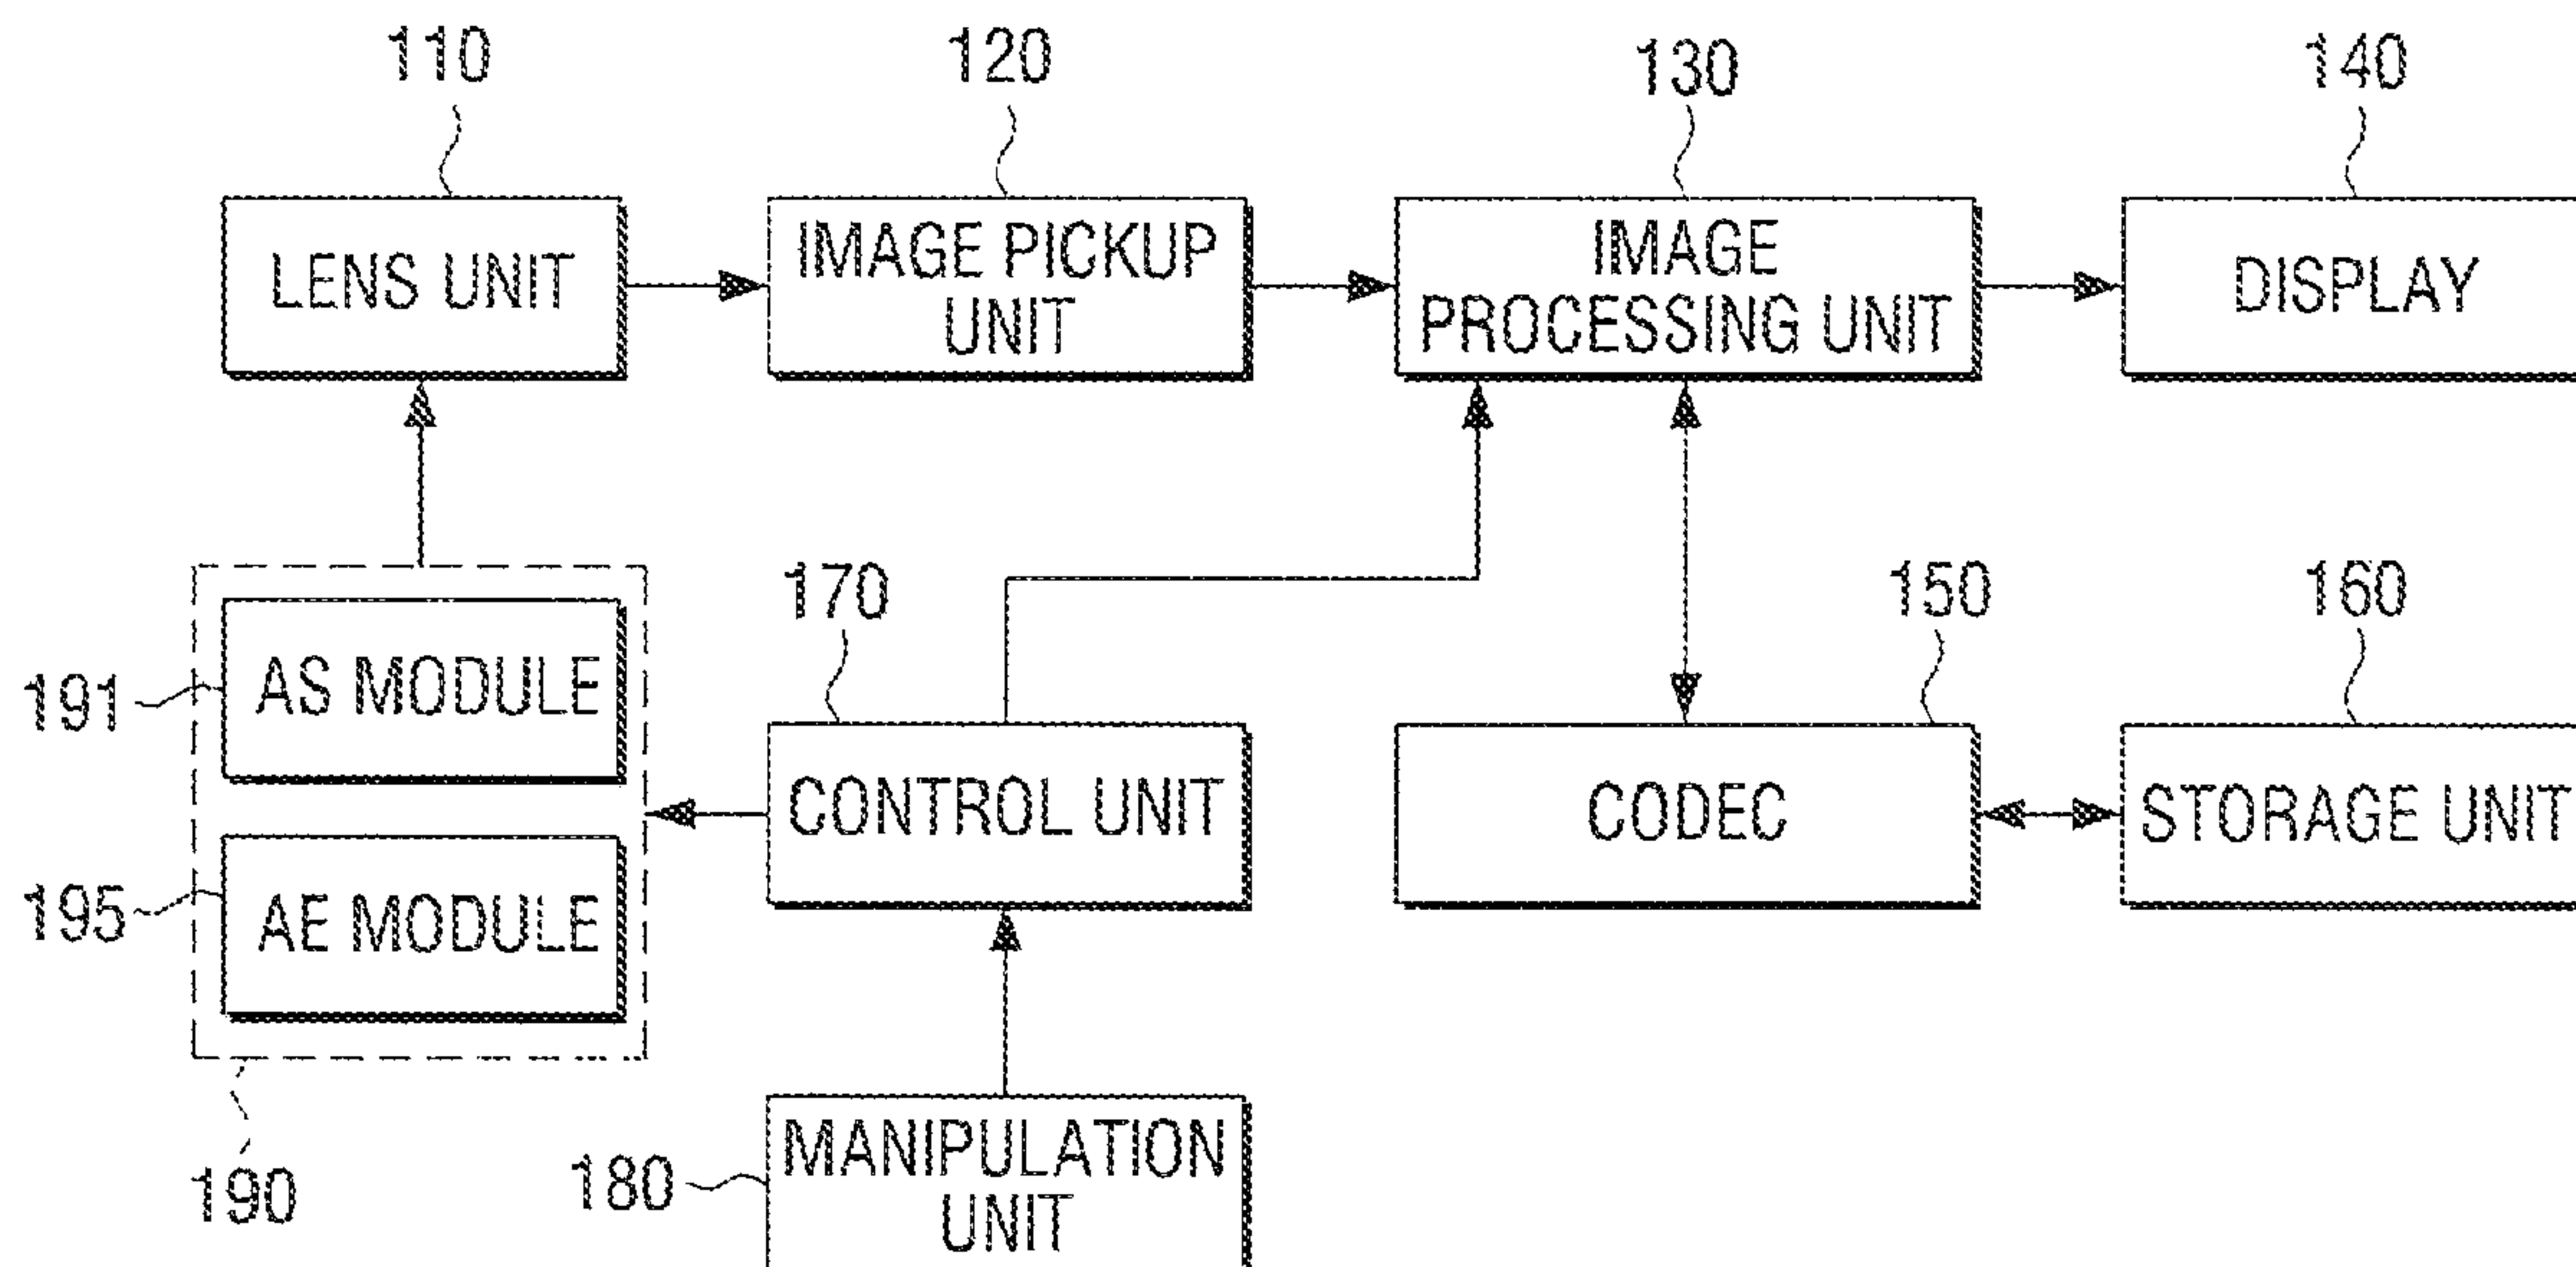 110
120
130
140
LENS UNIT
IMAGE PICKUP
UNIT
IMAGE
PROCESSING UNIT
DISPLAY
170
150
160
191
AS MODULE
CONTROL UNIT
CODEC
STORAGE UNIT
195
AE MODULE
190
180
MANIPULATION
UNIT